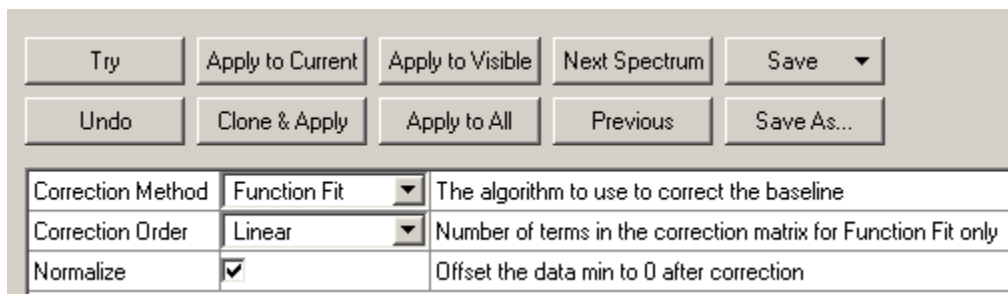 Try Apply to Current Apply to Visible Next Spectrum Save
Undo Clone & Apply Apply to All Previous Save As...
Correction Method Function Fit The algorithm to use to correct the baseline
Correction Order Linear Number of terms in the correction matrix for Function Fit only
Normalize Offset the data min to 0 after correction